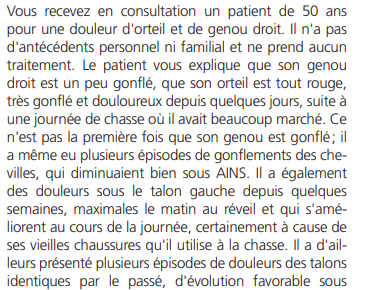 Vous recevez en consultation un patient de 50 ans
pour une douleur d'orteil et de genou droit. Il n'a pas
d'antécédents personnel ni familial et ne prend aucun
traitement. Le patient vous explique que son genou
droit est un peu gonflé, que son orteil est tout rouge,
très gonflé et douloureux depuis quelques jours, suite à
une journée de chasse où il avait beaucoup marché. Ce
n'est pas la première fois que son genou est gonflé; il
a même eu plusieurs épisodes de gonflements des che-
villes, qui diminuaient bien sous AINS. Il a également
des douleurs sous le talon gauche depuis quelques
semaines, maximales le matin au réveil et qui s'amé-
liorent au cours de la journée, certainement à cause de
ses vieilles chaussures qu'il utilise à la chasse. Il a d'ail-
leurs présenté plusieurs épisodes de douleurs des talons
identiques par le passé, d'évolution favorable sous